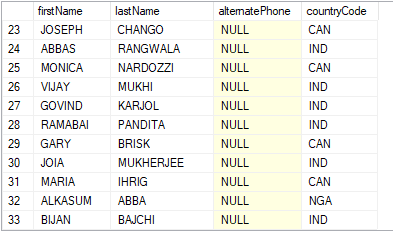 firstName lastName alternatePhone countryCode
23 JOSEPH CHANGO NULL CAN
24 ABBAS RANGWALA NULL IND
25 MONICA NARDOZZI NULL CAN
26 VIJAY MUKHI NULL IND
27 GOVIND KARJOL NULL IND
28 RAMABAI PANDITA NULL IND
29 GARY BRISK NULL CAN
30 JOIA MUKHERJEE NULL IND
31 MARIA IHRIG NULL CAN
32 ALKASUM ABBA NULL NGA
33 BIJAN BAJCHI NULL IND